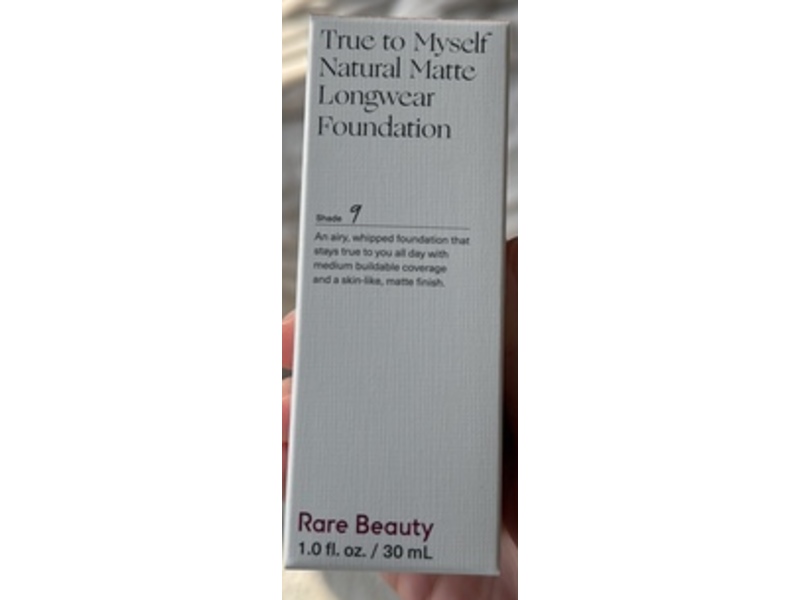 True to Myself
Natural Matte
Longwear
Foundation
Shade 9
An airy, whipped foundation that
stays true to you all day with
medium buildable coverage
and a skin-like, matte finish.
Rare Beauty
1.0 fl. oz. / 30 mL